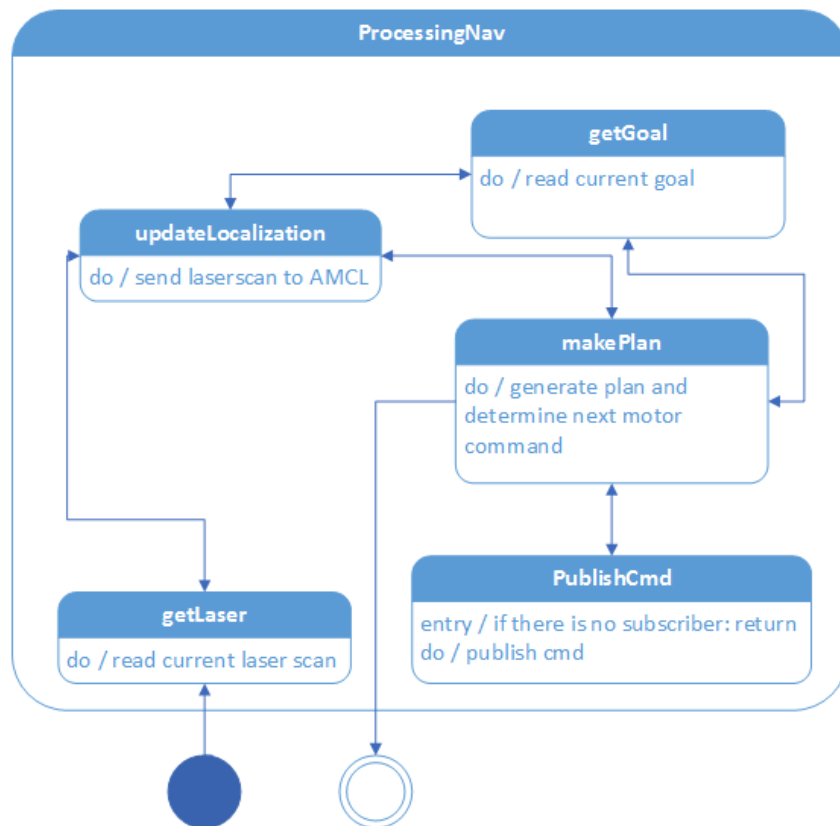 ProcessingNav
getGoal
do / read current goal
updateLocalization
do / send laserscan to AMCL
makePlan
do / generate plan and
determine next motor
command
PublishCmd
entry / if there is no subscriber: return
do / publish cmd
getLaser
do / read current laser scan